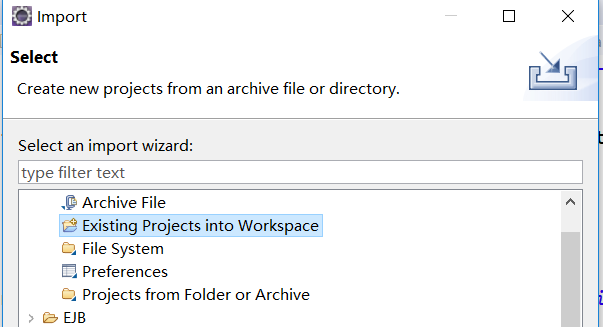 Import
Select
Create new projects from an archive file or directory.
Select an import wizard:
type filter text
Archive File
Existing Projects into Workspace
File System
Preferences
Projects from Folder or Archive
EJB